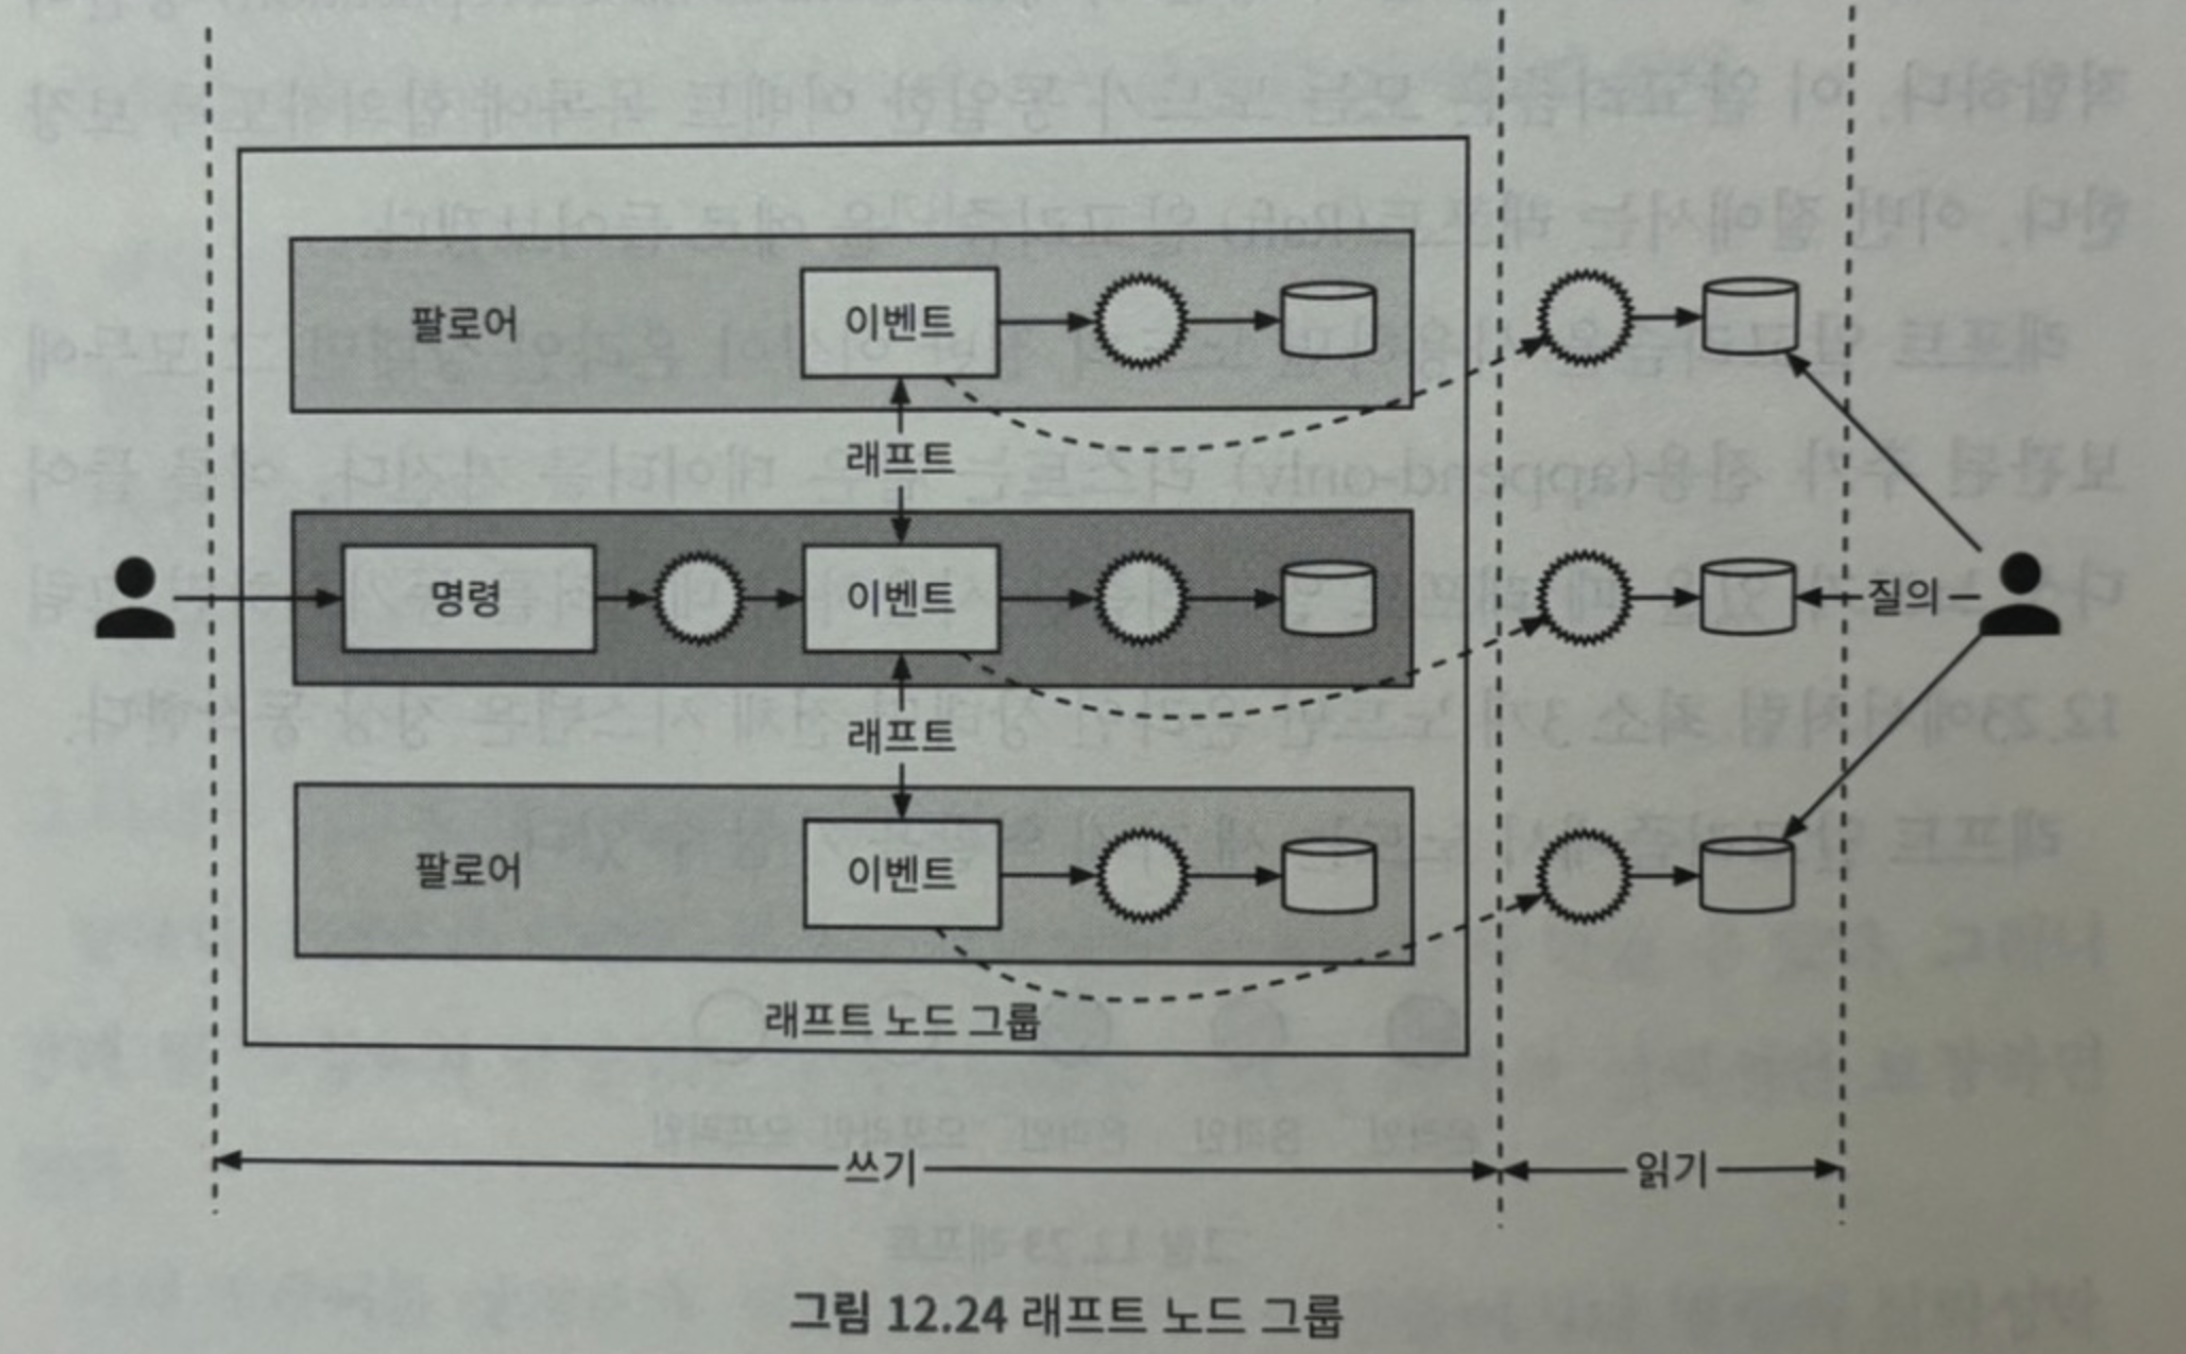 팔로어
이벤트
래프트
명령
이벤트
질의
래프트
팔로어
이벤트
래프트 노드 그룹
쓰기
읽기
그림 12.24 래프트 노드 그룹